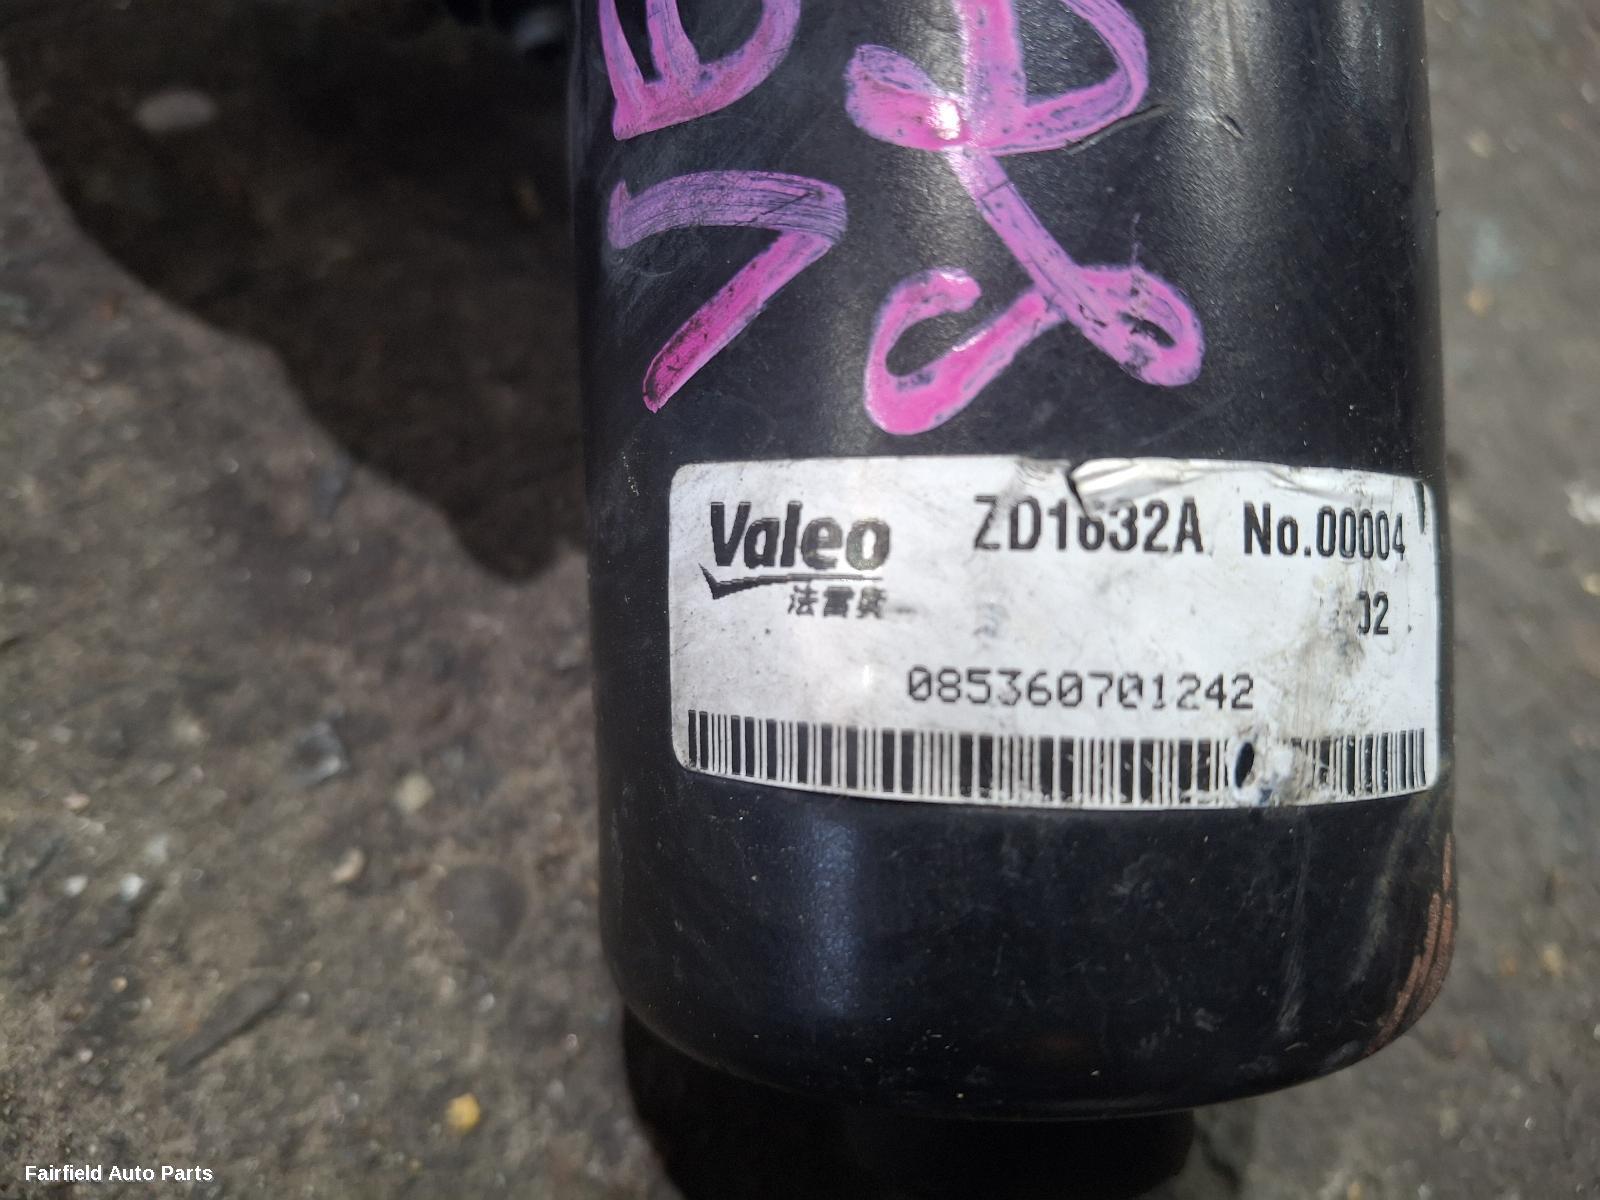 Valeo ZD1632A No.00004
法雷奥 02
085360701242
Fairfield Auto Parts